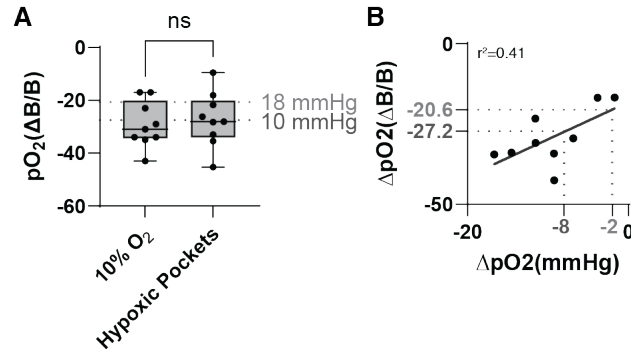 A
ns
pO2(ΔB/B)
0
-20
-40
-60
18 mmHg
10 mmHg
10% O2
Hypoxic Pockets
B
r²=0.41
ΔpO2(ΔB/B)
0
-20.6
-27.2
-50
-20
-8
-2
0
ΔpO2(mmHg)